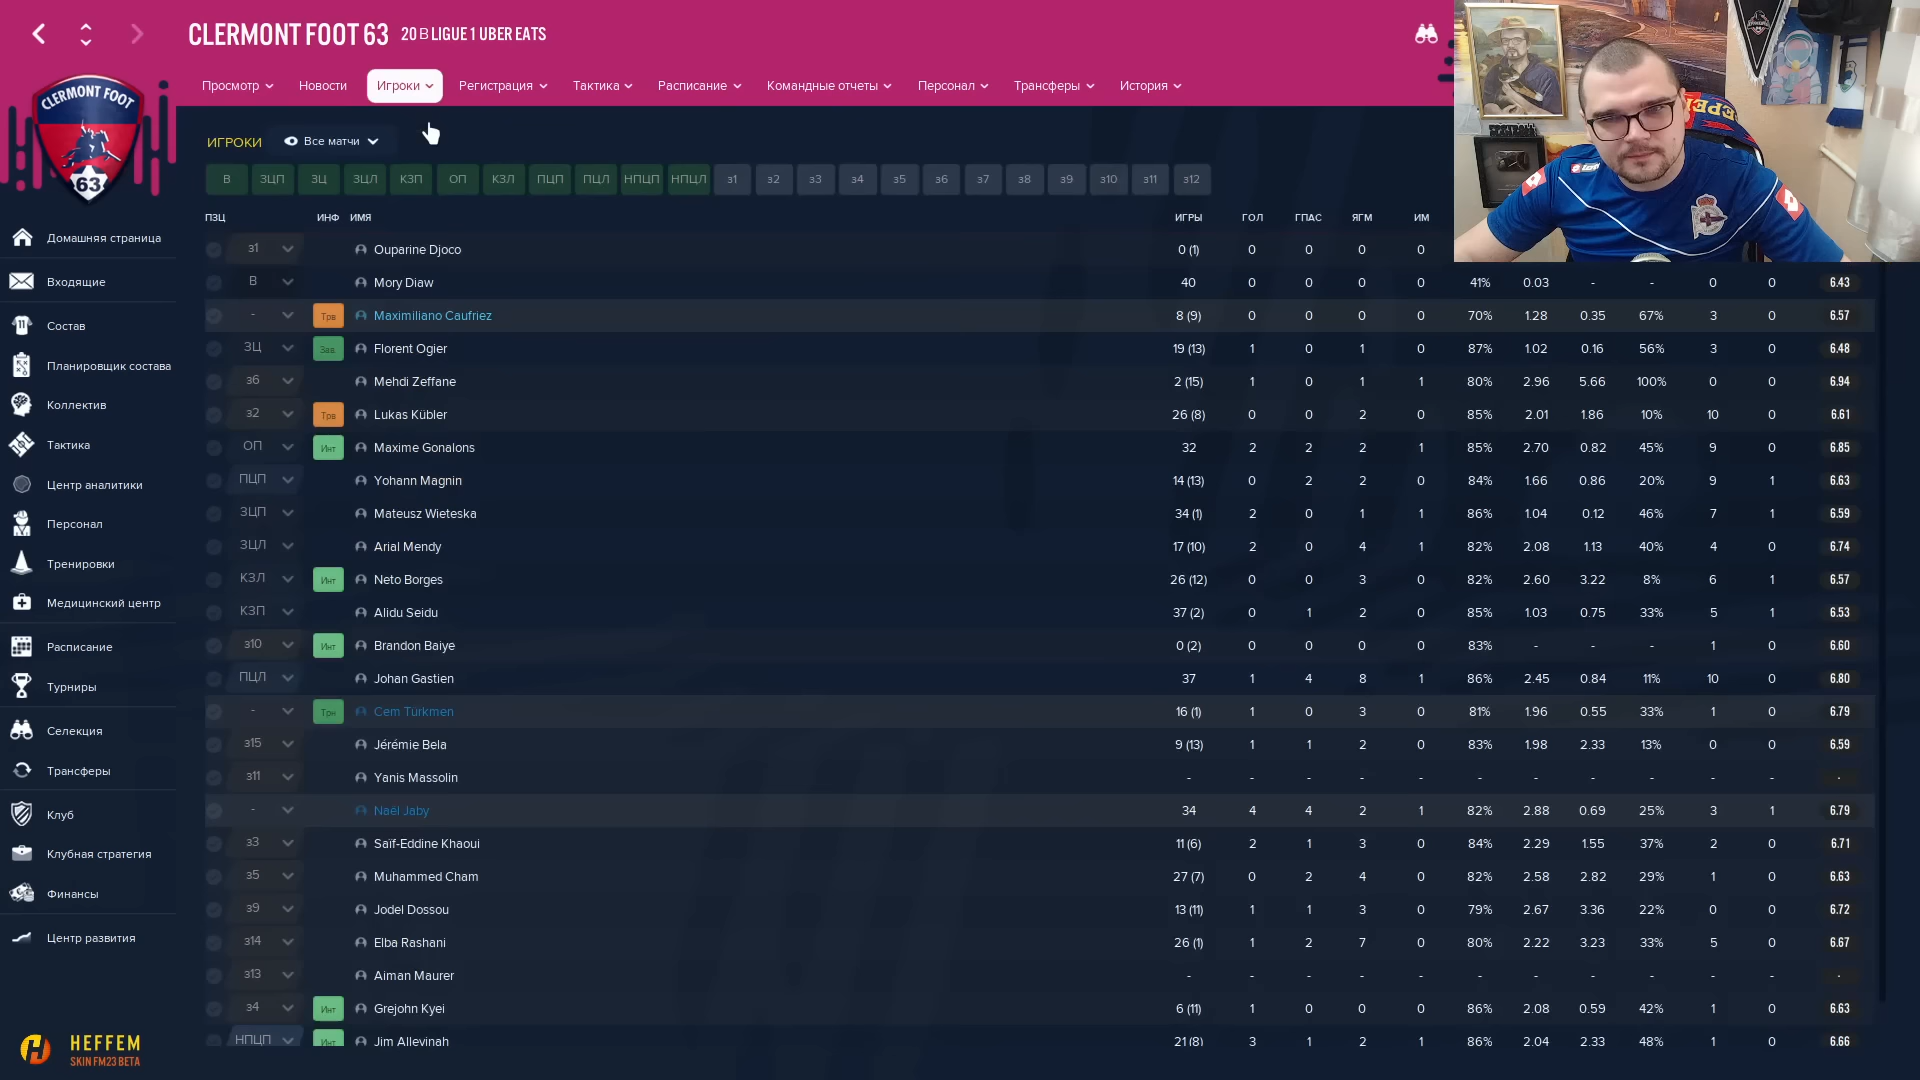 CLERMONT FOOT 63 20 В LIGUE 1 UBER EATS
Просмотр Новости Игроки Регистрация Тактика Расписание Командные отчеты Персонал Трансферы История
CLERMONT FOOT
63
ИГРОКИ Все матчи
В ЗЦП ЗЦ ЗЦЛ КЗП ОП КЗЛ ПЦП ПЦЛ НПЦП НПЦЛ з1 з2 з3 з4 з5 з6 з7 з8 з9 з10 з11 з12
ПЗЦ ИНФ ИМЯ ИГРЫ ГОЛ ГПАС ЯГМ ИМ
з1 Ouparine Djoco 0 (1) 0 0 0 0
В Mory Diaw 40 0 0 0 0 41% 0.03 - - 0 0 6.43
- Трв Maximiliano Caufriez 8 (9) 0 0 0 0 70% 1.28 0.35 67% 3 0 6.57
ЗЦ Зав. Florent Ogier 19 (13) 1 0 1 0 87% 1.02 0.16 56% 3 0 6.48
з6 Mehdi Zeffane 2 (15) 1 0 1 1 80% 2.96 5.66 100% 0 0 6.94
з2 Трв Lukas Kübler 26 (8) 0 0 2 0 85% 2.01 1.86 10% 10 0 6.61
ОП Инт Maxime Gonalons 32 2 2 2 1 85% 2.70 0.82 45% 9 0 6.85
ПЦП Yohann Magnin 14 (13) 0 2 2 0 84% 1.66 0.86 20% 9 1 6.63
ЗЦП Mateusz Wieteska 34 (1) 2 0 1 1 86% 1.04 0.12 46% 7 1 6.59
ЗЦЛ Arial Mendy 17 (10) 2 0 4 1 82% 2.08 1.13 40% 4 0 6.74
КЗЛ Инт Neto Borges 26 (12) 0 0 3 0 82% 2.60 3.22 8% 6 1 6.57
КЗП Alidu Seidu 37 (2) 0 1 2 0 85% 1.03 0.75 33% 5 1 6.53
з10 Инт Brandon Baiye 0 (2) 0 0 0 0 83% - - - 1 0 6.60
ПЦЛ Johan Gastien 37 1 4 8 1 86% 2.45 0.84 11% 10 0 6.80
- Трн Cem Türkmen 16 (1) 1 0 3 0 81% 1.96 0.55 33% 1 0 6.79
з15 Jérémie Bela 9 (13) 1 1 2 0 83% 1.98 2.33 13% 0 0 6.59
з11 Yanis Massolin - - - - - - - - - - - -
- Naël Jaby 34 4 4 2 1 82% 2.88 0.69 25% 3 1 6.79
з3 Saïf-Eddine Khaoui 11 (6) 2 1 3 0 84% 2.29 1.55 37% 2 0 6.71
з5 Muhammed Cham 27 (7) 0 2 4 0 82% 2.58 2.82 29% 1 0 6.63
з9 Jodel Dossou 13 (11) 1 1 3 0 79% 2.67 3.36 22% 0 0 6.72
з14 Elba Rashani 26 (1) 1 2 7 0 80% 2.22 3.23 33% 5 0 6.67
з13 Aiman Maurer - - - - - - - - - - - -
з4 Инт Grejohn Kyei 6 (11) 1 0 0 0 86% 2.08 0.59 42% 1 0 6.63
НПЦП Инт Jim Allevinah 21 (8) 3 1 2 1 86% 2.04 2.33 48% 1 0 6.66
Домашняя страница
Входящие
Состав
Планировщик состава
Коллектив
Тактика
Центр аналитики
Персонал
Тренировки
Медицинский центр
Расписание
Турниры
Селекция
Трансферы
Клуб
Клубная стратегия
Финансы
Центр развития
HEFFEM
SKIN FM23 BETA